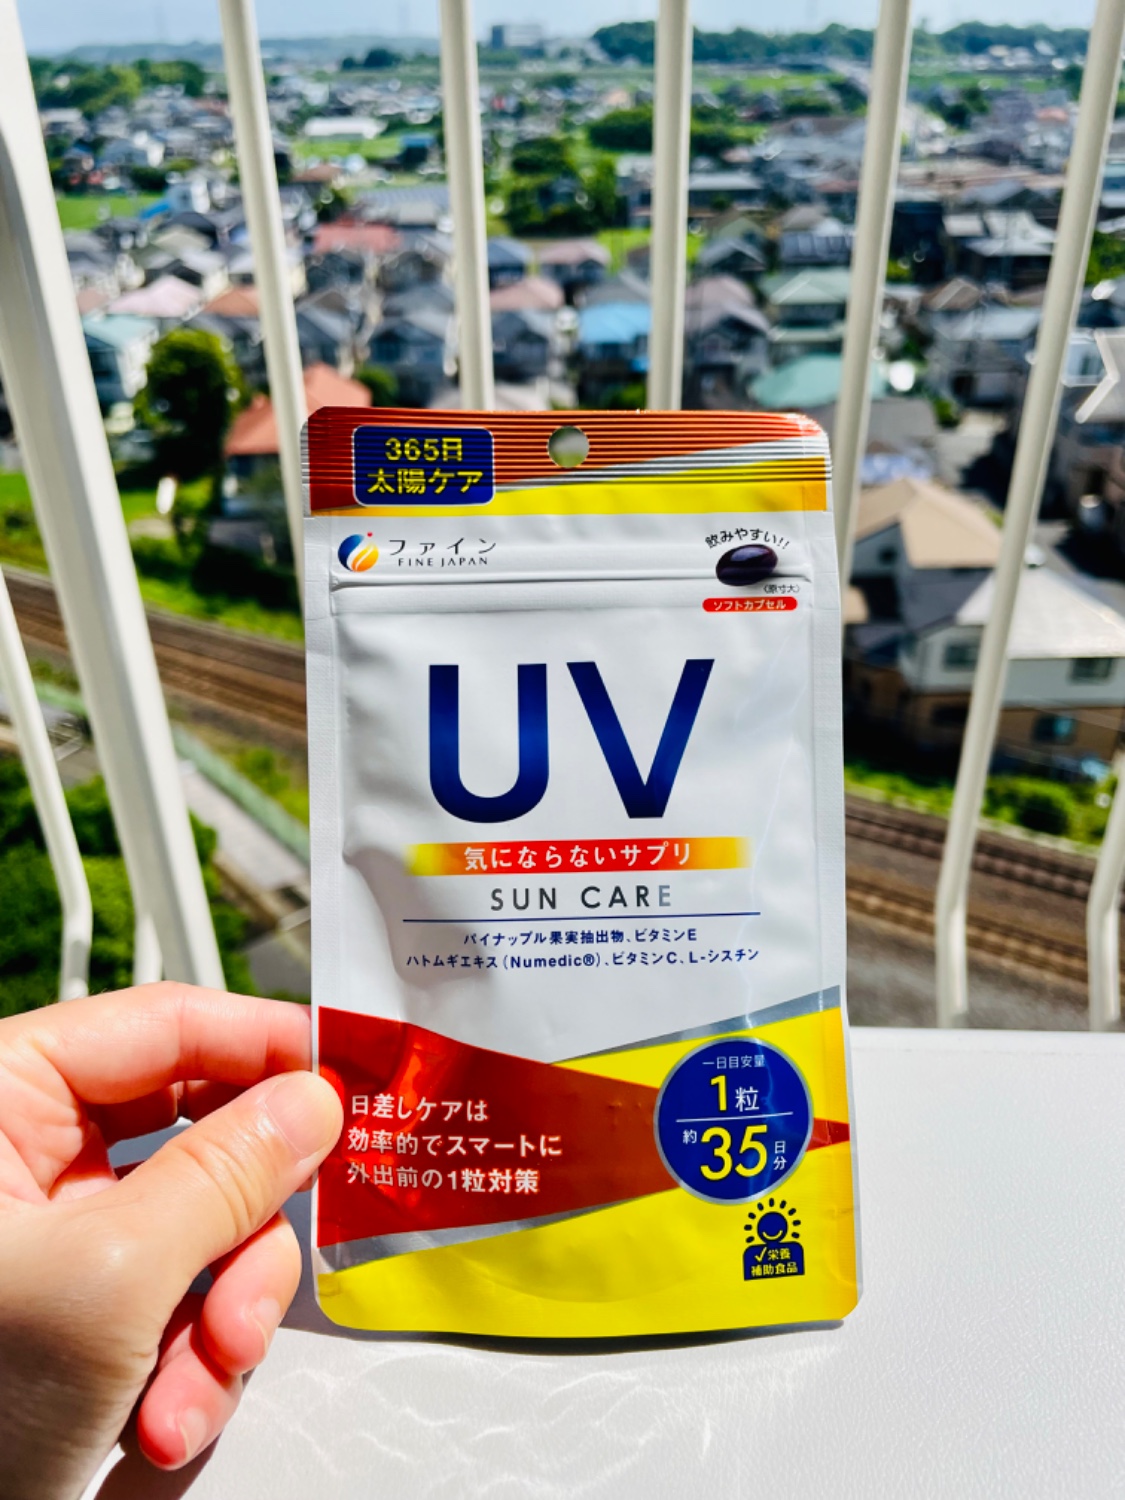 365日
太陽ケア
ファイン
FINE JAPAN
飲みやすい!!
(原寸大)
ソフトカプセル
UV
気にならないサプリ
SUN CARE
パイナップル果実抽出物、ビタミンE
ハトムギエキス(Numedic®)、ビタミンC、L-シスチン
日差しケアは
効率的でスマートに
外出前の1粒対策
一日目安量
1粒
約35日分
✓栄養
補助食品